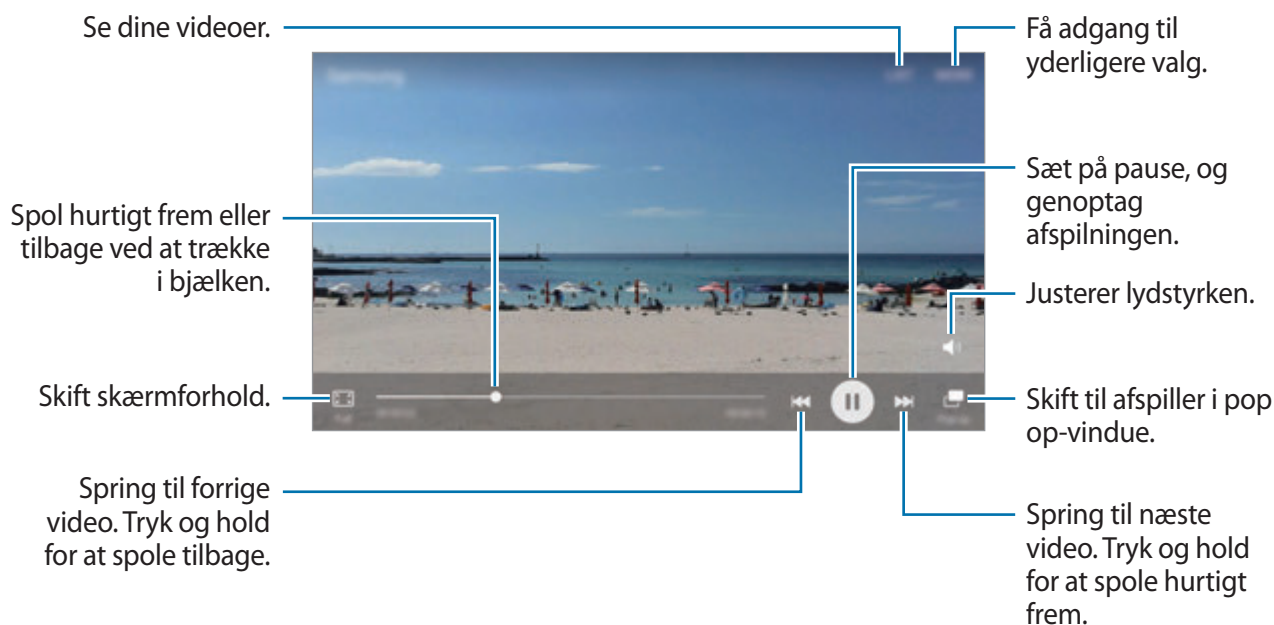 Se dine videoer.
Få adgang til
yderligere valg.
Sæt på pause, og
genoptag
afspilningen.
Spol hurtigt frem eller
tilbage ved at trække
i bjælken.
Justerer lydstyrken.
Skift skærmforhold.
Skift til afspiller i pop
op-vindue.
Spring til forrige
video. Tryk og hold
for at spole tilbage.
Spring til næste
video. Tryk og hold
for at spole hurtigt
frem.